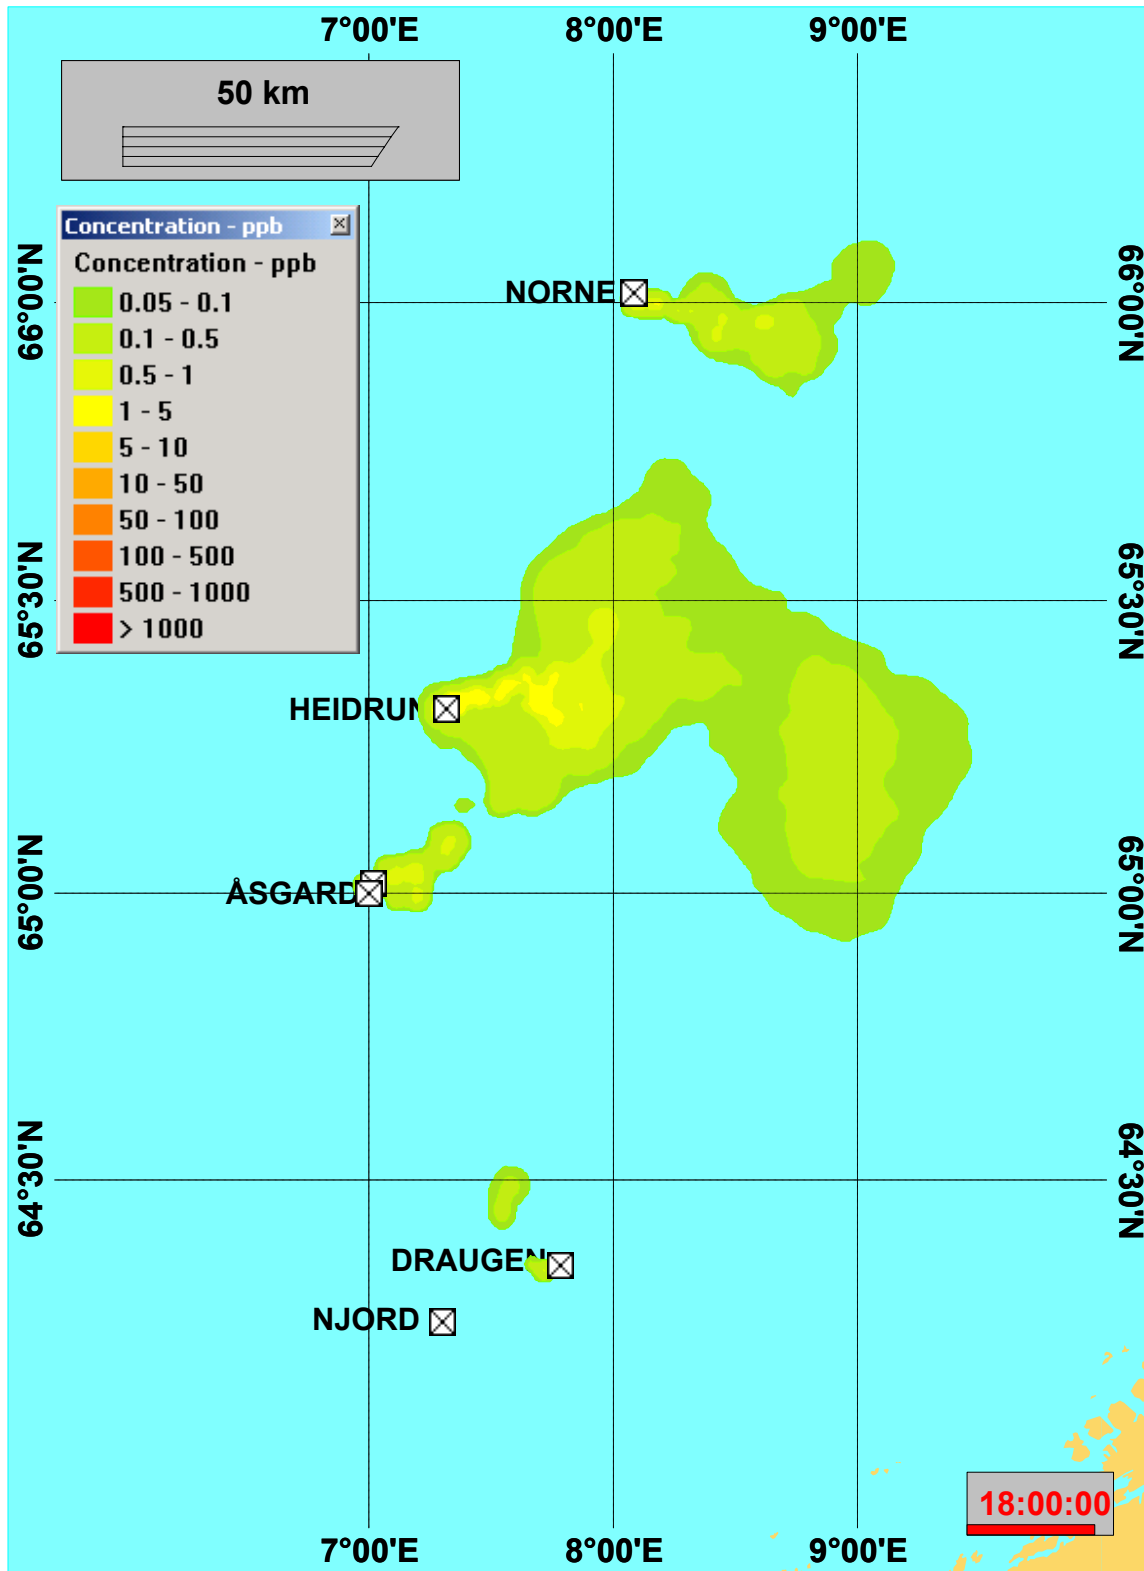 7°00'E 8°00'E 9°00'E
50 km
Concentration - ppb
Concentration - ppb
0.05 - 0.1
0.1 - 0.5
0.5 - 1
1 - 5
5 - 10
10 - 50
50 - 100
100 - 500
500 - 1000
> 1000
66°00'N
66°00'N
NORNE
65°30'N
65°30'N
HEIDRUN
65°00'N
65°00'N
ÅSGARD
64°30'N
64°30'N
DRAUGEN
NJORD
18:00:00
7°00'E 8°00'E 9°00'E